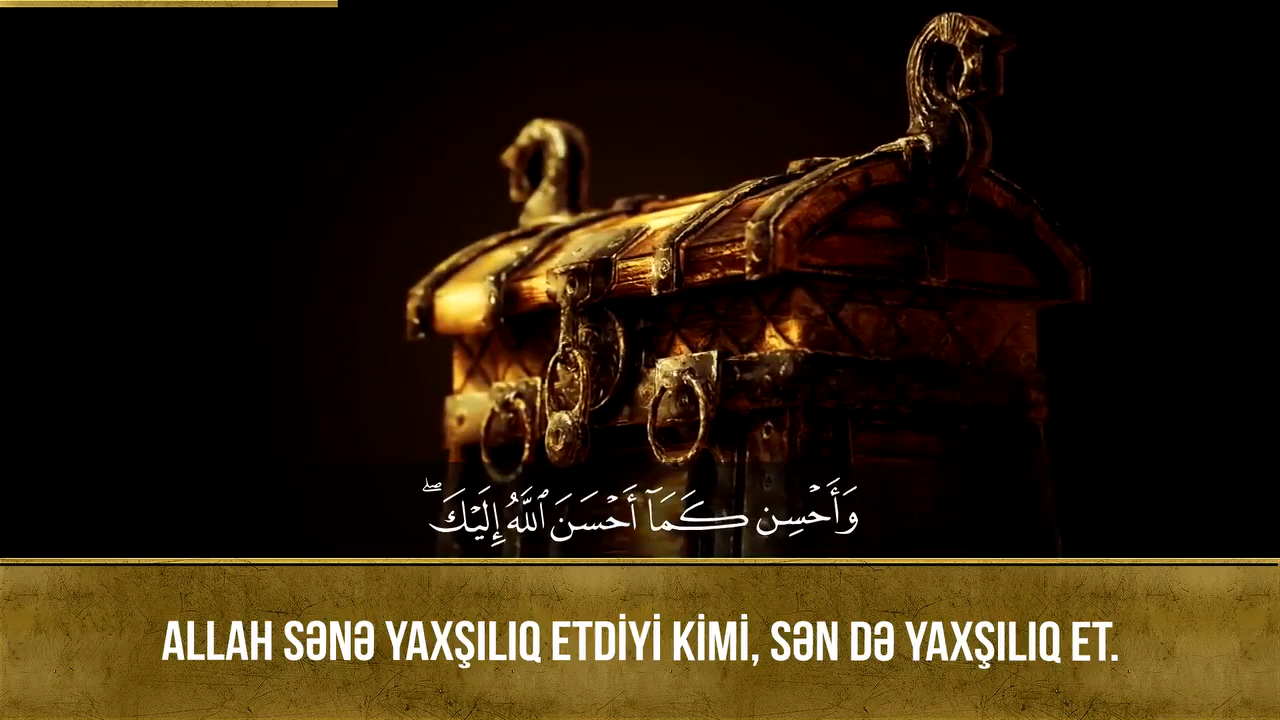 وَأَحْسِن كَمَآ أَحْسَنَ ٱللَّهُ إِلَيْكَ ۖ
ALLAH SƏNƏ YAXŞILIQ ETDİYİ KİMİ, SƏN DƏ YAXŞILIQ ET.